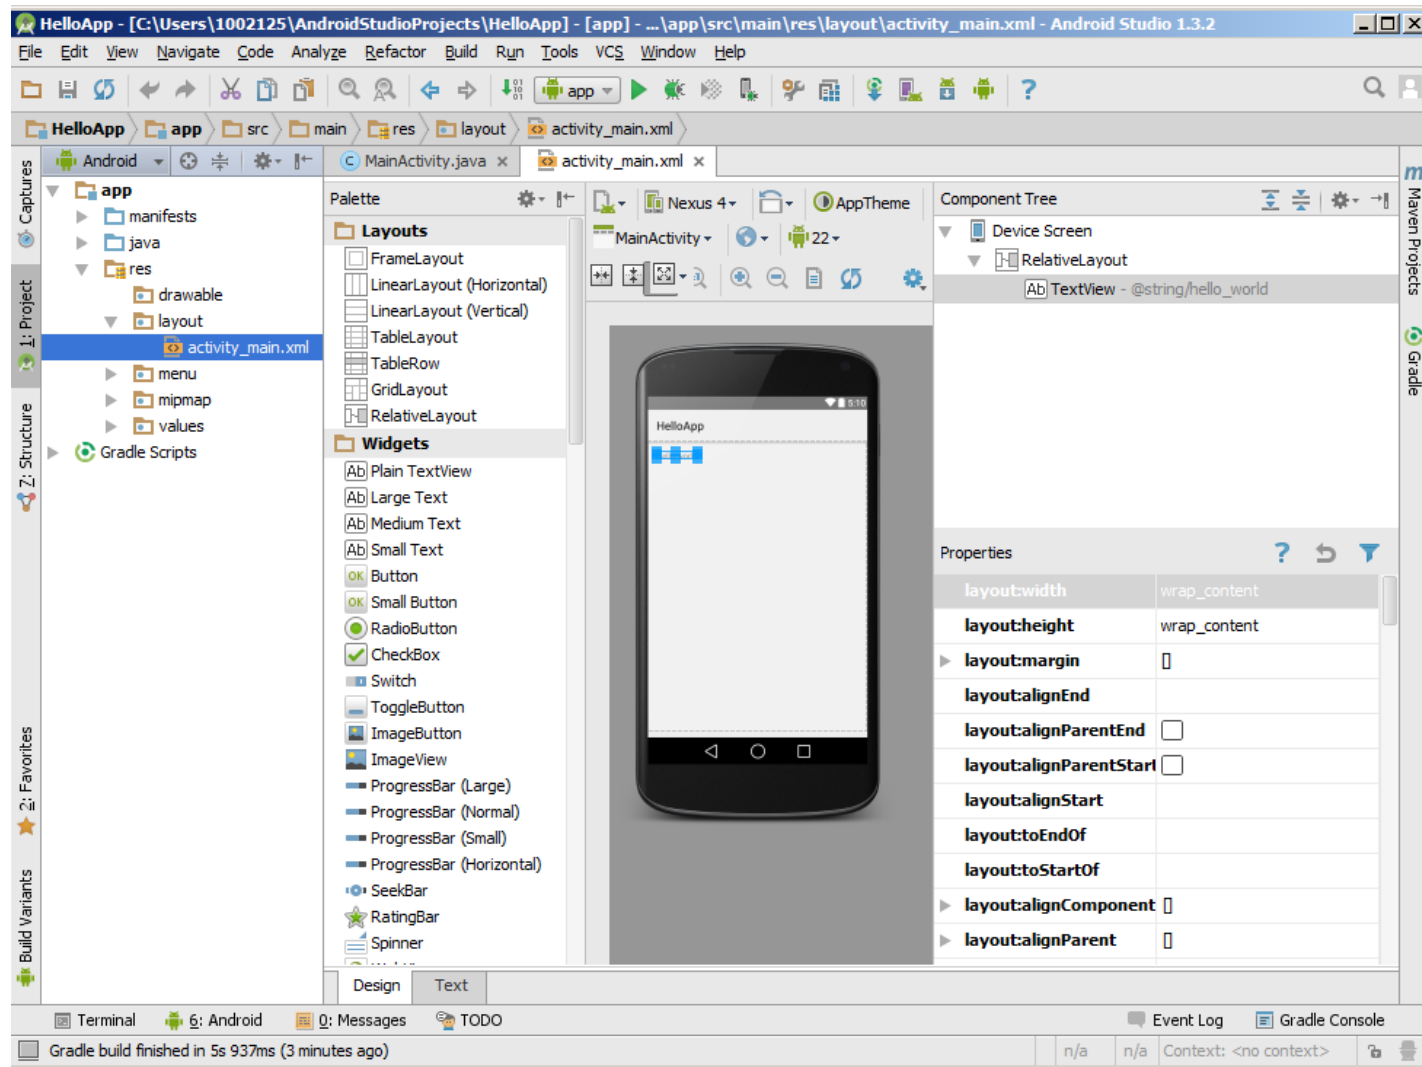 HelloApp - [C:\Users\1002125\AndroidStudioProjects\HelloApp] - [app] - ...\app\src\main\res\layout\activity_main.xml - Android Studio 1.3.2
File Edit View Navigate Code Analyze Refactor Build Run Tools VCS Window Help
app
HelloApp app src main res layout activity_main.xml
Captures
1: Project
Z: Structure
2: Favorites
Build Variants
Android
app
manifests
java
res
drawable
layout
activity_main.xml
menu
mipmap
values
Gradle Scripts
MainActivity.java
activity_main.xml
Palette
Layouts
FrameLayout
LinearLayout (Horizontal)
LinearLayout (Vertical)
TableLayout
TableRow
GridLayout
RelativeLayout
Widgets
Ab Plain TextView
Ab Large Text
Ab Medium Text
Ab Small Text
OK Button
OK Small Button
RadioButton
CheckBox
Switch
ToggleButton
ImageButton
ImageView
ProgressBar (Large)
ProgressBar (Normal)
ProgressBar (Small)
ProgressBar (Horizontal)
SeekBar
RatingBar
Spinner
Nexus 4
AppTheme
MainActivity
22
5:10
HelloApp
Component Tree
Device Screen
RelativeLayout
Ab TextView - @string/hello_world
Properties
layout:width wrap_content
layout:height wrap_content
layout:margin []
layout:alignEnd
layout:alignParentEnd
layout:alignParentStart
layout:alignStart
layout:toEndOf
layout:toStartOf
layout:alignComponent []
layout:alignParent []
Maven Projects
Gradle
Design Text
Terminal 6: Android 0: Messages TODO Event Log Gradle Console
Gradle build finished in 5s 937ms (3 minutes ago) n/a n/a Context: <no context>